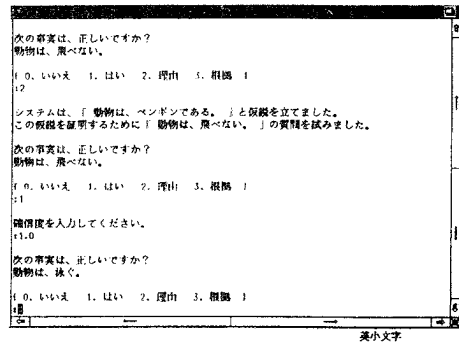 次の事実は、正しいですか？
動物は、飛べない。
[ 0. いいえ 1. はい 2. 理由 3. 根拠 ]
:2
システムは、「 動物は、ペンギンである。 」と仮説を立てました。
この仮説を証明するために「 動物は、飛べない。 」の質問を試みました。
次の事実は、正しいですか？
動物は、飛べない。
[ 0. いいえ 1. はい 2. 理由 3. 根拠 ]
:1
確信度を入力してください。
:1.0
次の事実は、正しいですか？
動物は、泳ぐ。
[ 0. いいえ 1. はい 2. 理由 3. 根拠 ]
:
英小文字